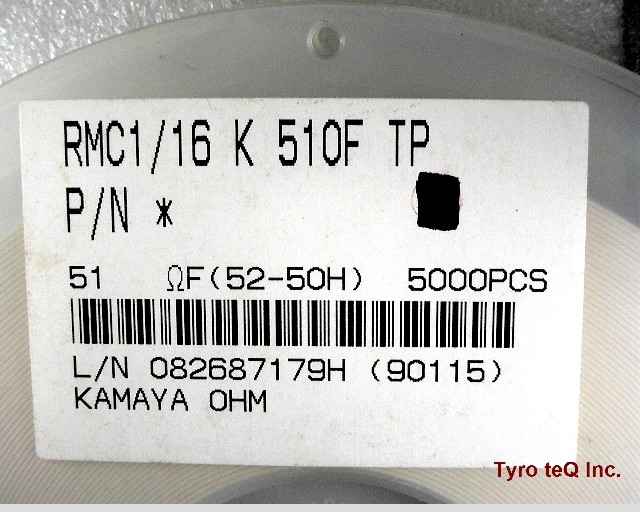 RMC1/16 K 510F TP
P/N *
51 ΩF(52-50H) 5000PCS
L/N 082687179H (90115)
KAMAYA OHM
Tyro teQ Inc.